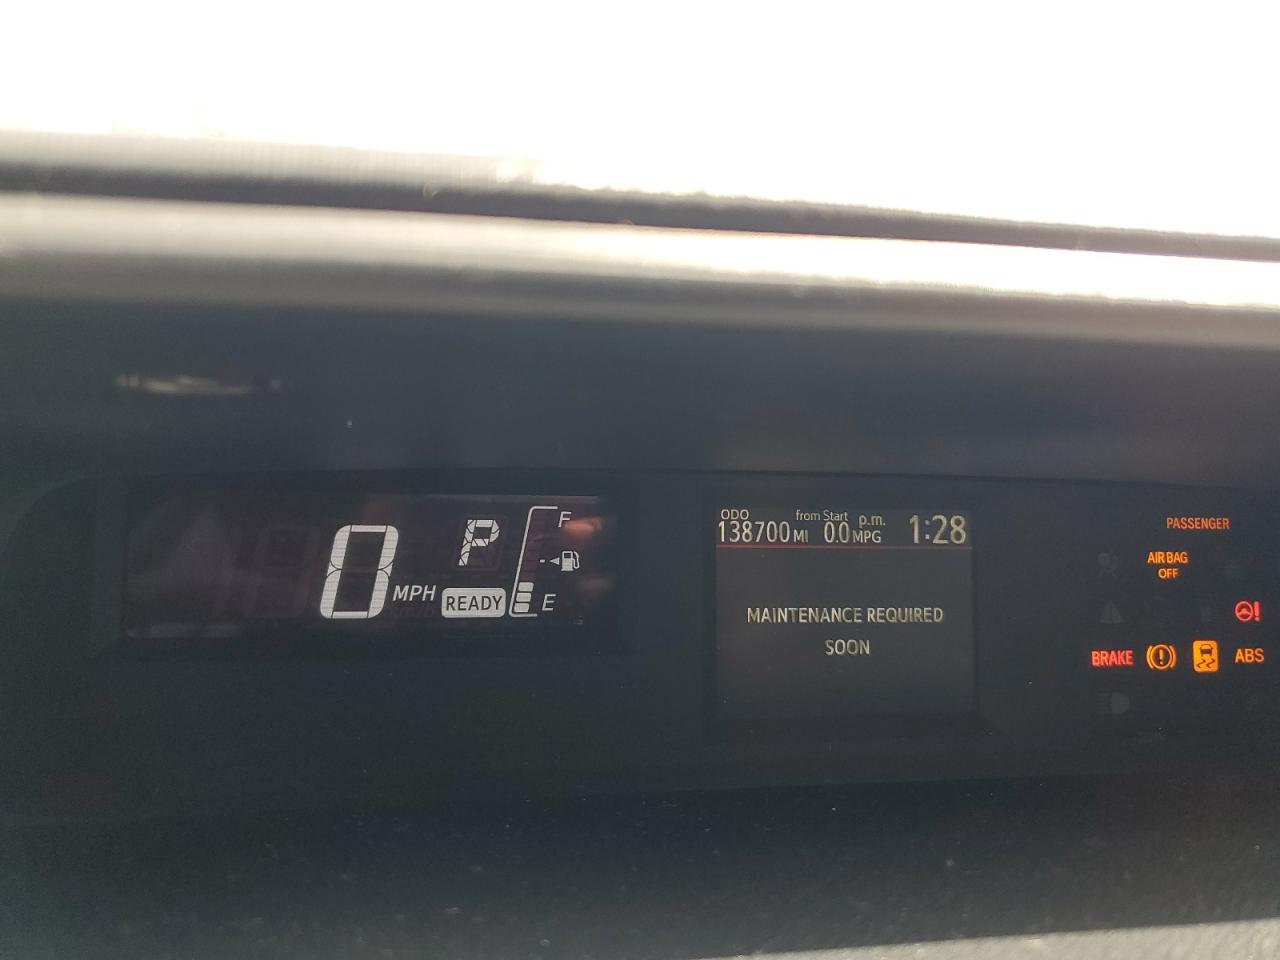 0 MPH
P
READY
F
E
ODO from Start p.m.
138700 MI 0.0 MPG 1:28
MAINTENANCE REQUIRED
SOON
PASSENGER
AIR BAG
OFF
BRAKE ABS